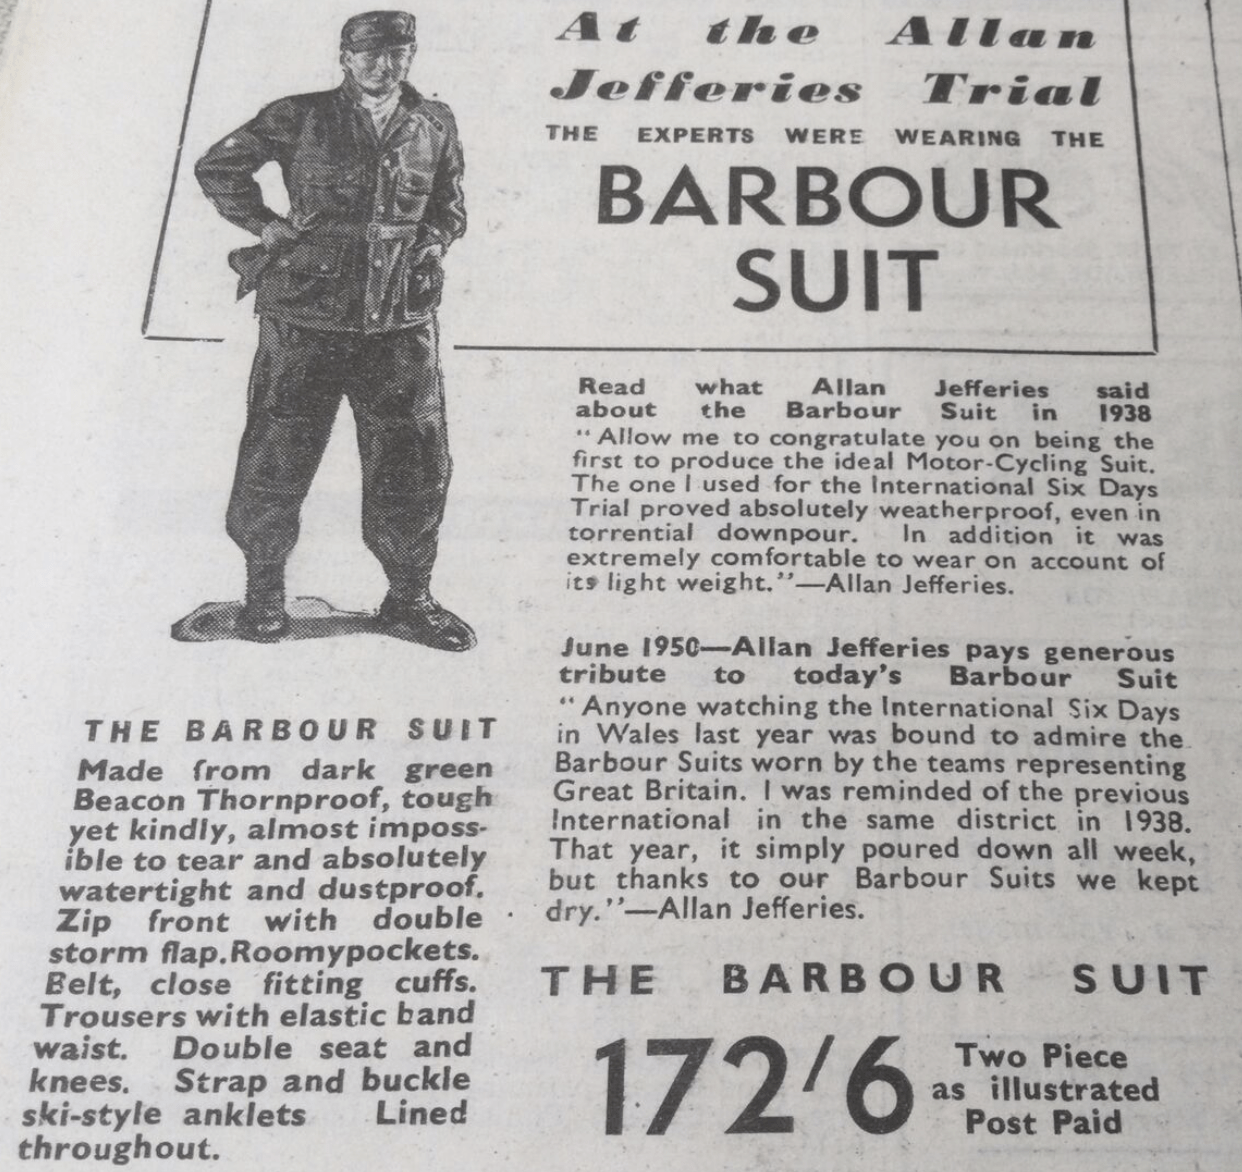 At the Allan
Jefferies Trial
THE EXPERTS WERE WEARING THE
BARBOUR
SUIT
Read what Allan Jefferies said
about the Barbour Suit in 1938
“Allow me to congratulate you on being the
first to produce the ideal Motor-Cycling Suit.
The one I used for the International Six Days
Trial proved absolutely weatherproof, even in
torrential downpour. In addition it was
extremely comfortable to wear on account of
its light weight.”—Allan Jefferies.
June 1950—Allan Jefferies pays generous
tribute to today’s Barbour Suit
“Anyone watching the International Six Days
in Wales last year was bound to admire the
Barbour Suits worn by the teams representing
Great Britain. I was reminded of the previous
International in the same district in 1938.
That year, it simply poured down all week,
but thanks to our Barbour Suits we kept
dry.”—Allan Jefferies.
THE BARBOUR SUIT
Made from dark green
Beacon Thornproof, tough
yet kindly, almost imposs-
ible to tear and absolutely
watertight and dustproof.
Zip front with double
storm flap. Roomy pockets.
Belt, close fitting cuffs.
Trousers with elastic band
waist. Double seat and
knees. Strap and buckle
ski-style anklets Lined
throughout.
THE BARBOUR SUIT
172/6
Two Piece
as illustrated
Post Paid